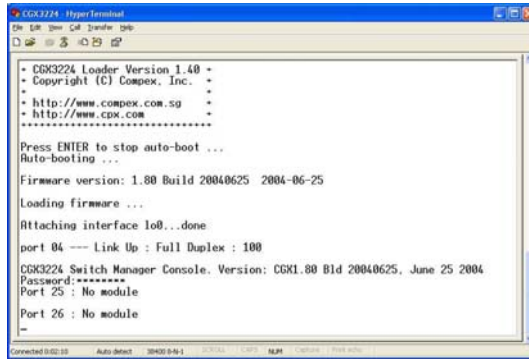 CGX3224 - HyperTerminal
File Edit View Call Transfer Help
+ CGX3224 Loader Version 1.40 +
+ Copyright (C) Compex, Inc. +
+ +
+ http://www.compex.com.sg +
+ http://www.cpx.com +
++++++++++++++++++++++++++++++
Press ENTER to stop auto-boot ...
Auto-booting ...
Firmware version: 1.80 Build 20040625 2004-06-25
Loading firmware ...
Attaching interface lo0...done
port 04 --- Link Up : Full Duplex : 100
CGX3224 Switch Manager Console. Version: CGX1.80 Bld 20040625, June 25 2004
Password:********
Port 25 : No module
Port 26 : No module
Connected 0:02:10 Auto detect 38400 8-N-1 SCROLL CAPS NUM Capture Print echo